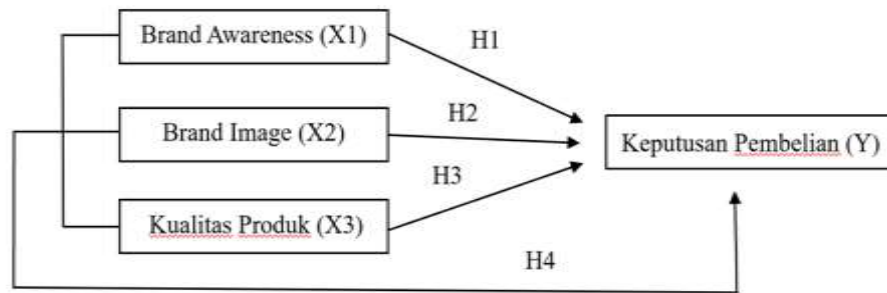 Brand Awareness (X1)
H1
Brand Image (X2)
H2
Keputusan Pembelian (Y)
H3
Kualitas Produk (X3)
H4